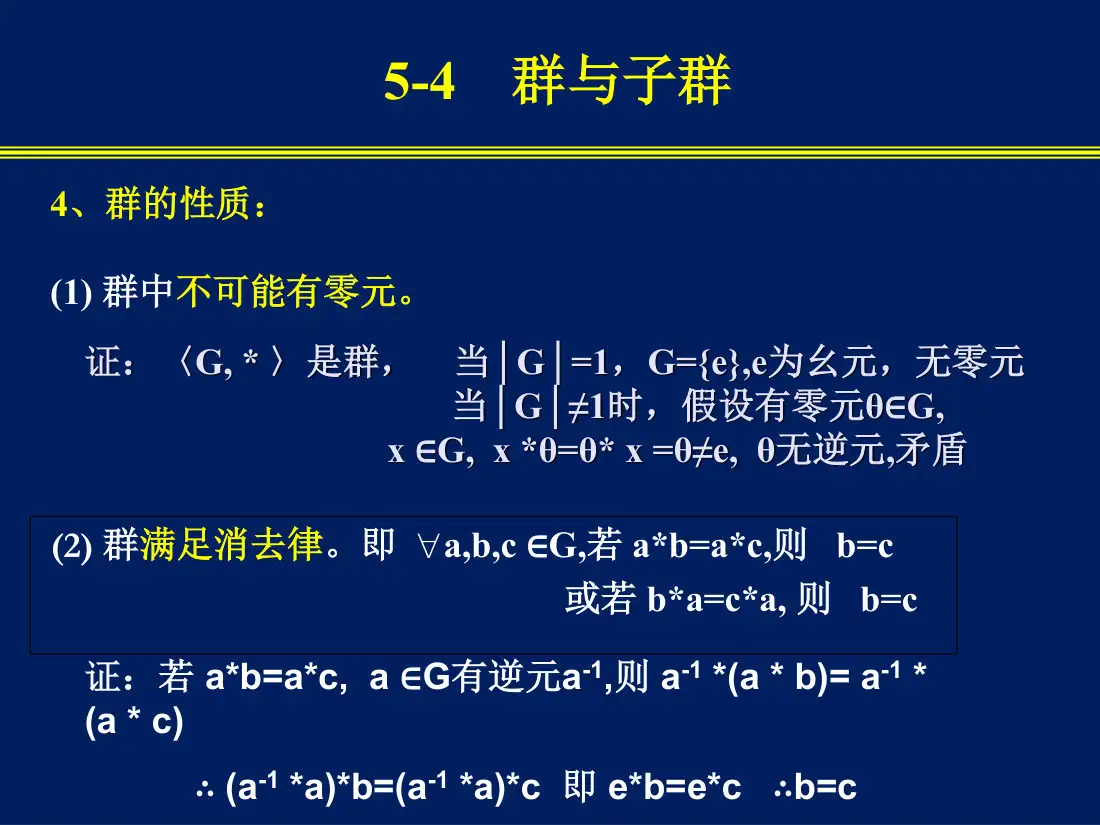 5-4 群与子群
4、群的性质：
(1) 群中不可能有零元。
证：〈G, * 〉是群， 当│G│=1，G={e},e为幺元，无零元
当│G│≠1时，假设有零元θ∈G,
x ∈G, x *θ=θ* x =θ≠e, θ无逆元,矛盾
(2) 群满足消去律。即 ∀a,b,c ∈G,若 a*b=a*c,则 b=c
或若 b*a=c*a, 则 b=c
证：若 a*b=a*c, a ∈G有逆元a⁻¹,则 a⁻¹ *(a * b)= a⁻¹ *
(a * c)
∴ (a⁻¹ *a)*b=(a⁻¹ *a)*c 即 e*b=e*c ∴b=c